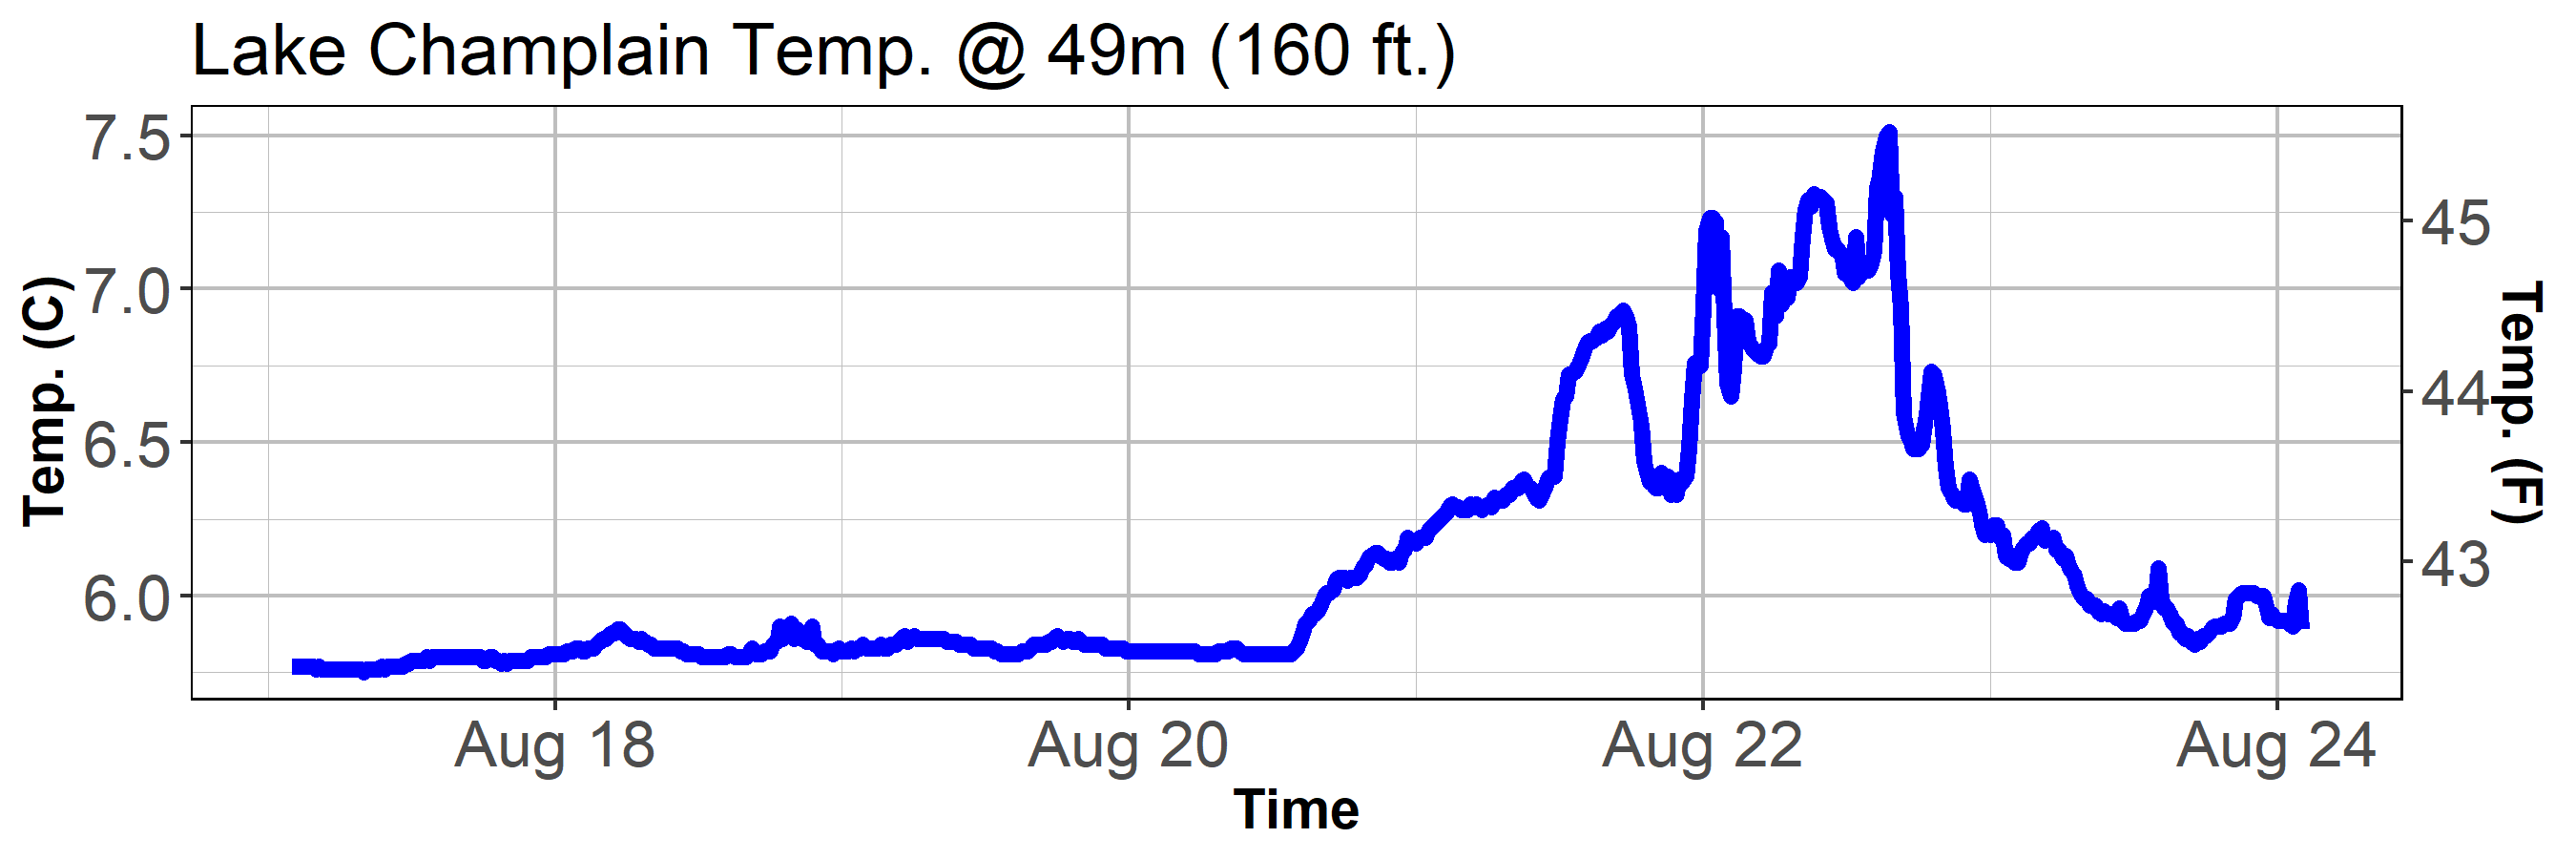 Lake Champlain Temp. @ 49m (160 ft.)
7.5
7.0
6.5
6.0
Temp. (C)
45
44
43
Temp. (F)
Aug 18 Aug 20 Aug 22 Aug 24
Time